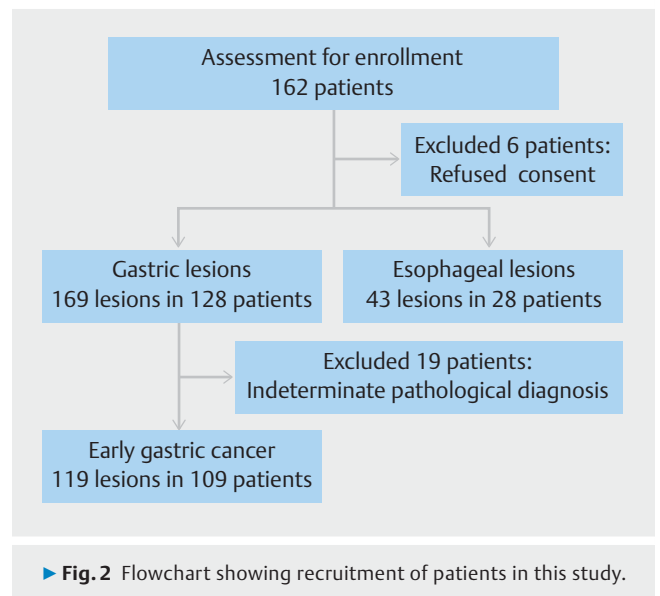 Assessment for enrollment
162 patients
Excluded 6 patients:
Refused consent
Gastric lesions
169 lesions in 128 patients
Esophageal lesions
43 lesions in 28 patients
Excluded 19 patients:
Indeterminate pathological diagnosis
Early gastric cancer
119 lesions in 109 patients
▶ Fig. 2 Flowchart showing recruitment of patients in this study.